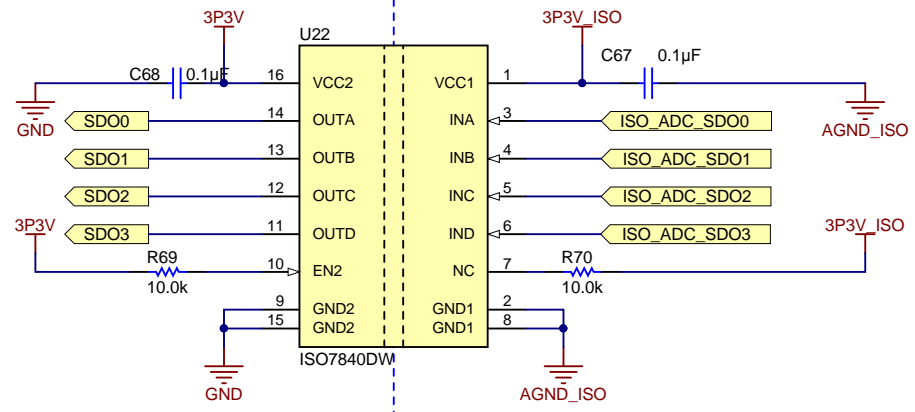 3P3V 3P3V_ISO
U22
C68 0.1µF C67 0.1µF
16 VCC2 VCC1 1
GND AGND_ISO
SDO0 14 OUTA INA 3 ISO_ADC_SDO0
SDO1 13 OUTB INB 4 ISO_ADC_SDO1
SDO2 12 OUTC INC 5 ISO_ADC_SDO2
SDO3 11 OUTD IND 6 ISO_ADC_SDO3
3P3V 3P3V_ISO
R69 10 EN2 NC 7 R70
10.0k 10.0k
9 GND2 GND1 2
15 GND2 GND1 8
ISO7840DW
GND AGND_ISO